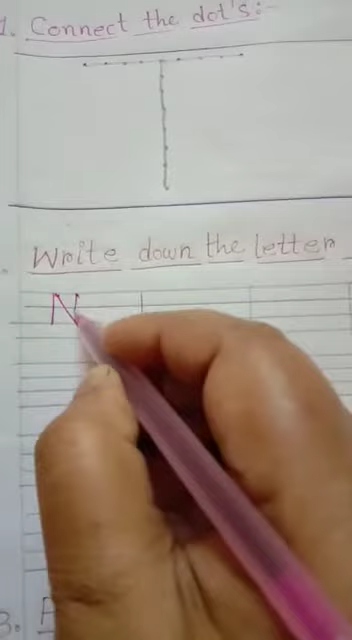 1. Connect the dot's:-
Write down the letter
N
3.